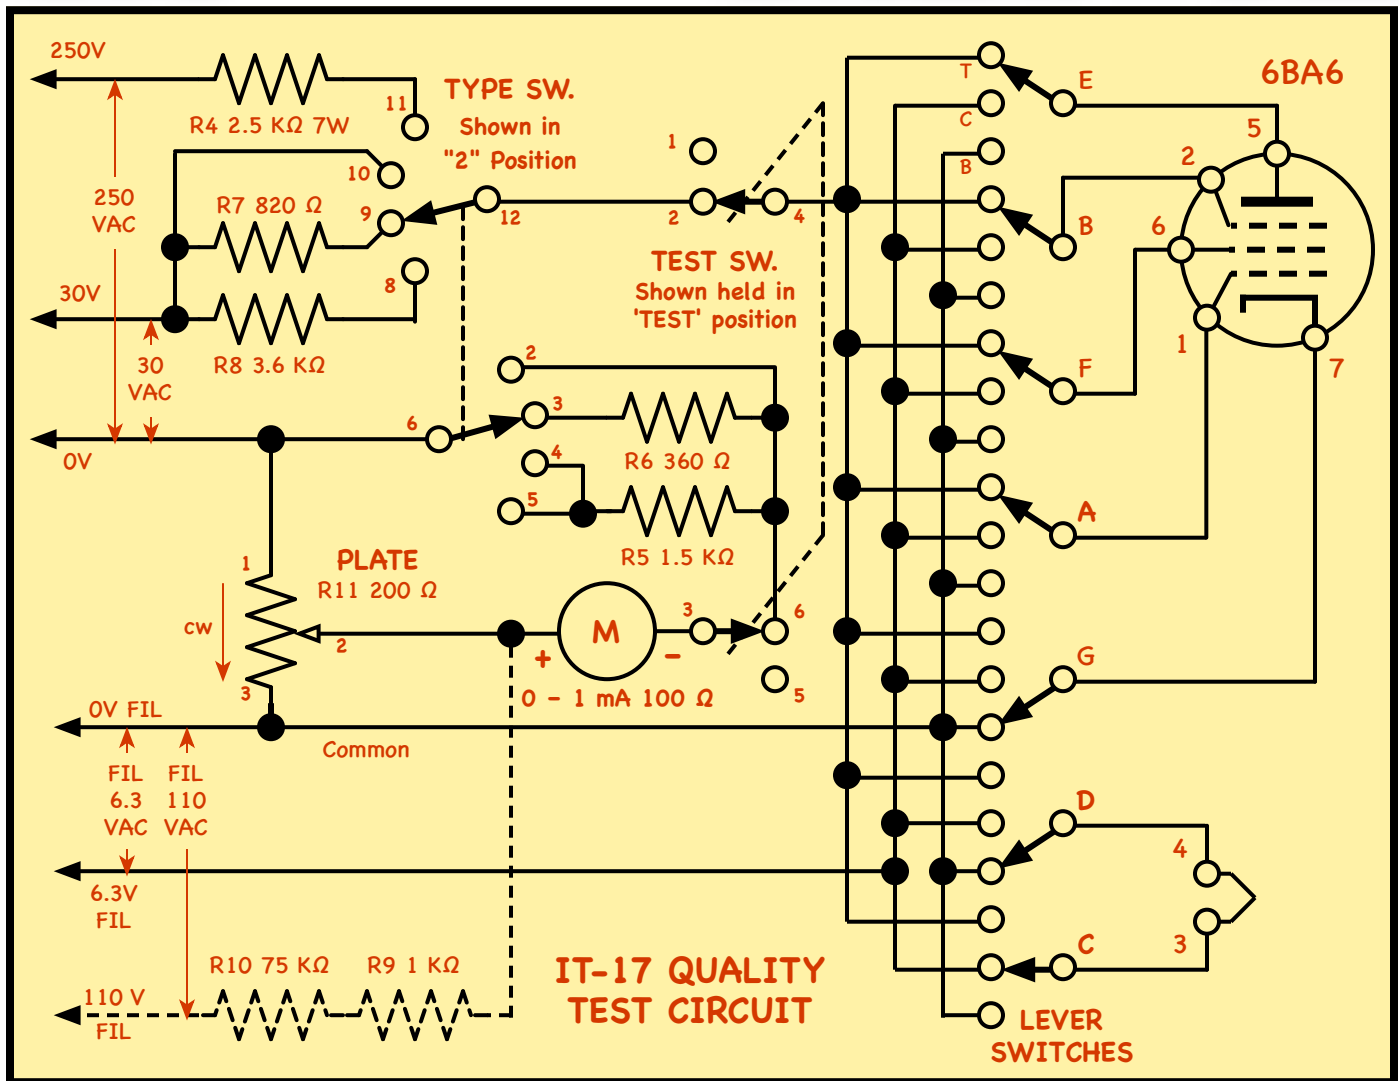 250V
TYPE SW.
Shown in
"2" Position
11
R4 2.5 KΩ 7W
10
250
VAC
R7 820 Ω
9
12
8
30V
R8 3.6 KΩ
30
VAC
0V
1
2
4
TEST SW.
Shown held in
'TEST' position
2
3
6
4
5
R6 360 Ω
R5 1.5 KΩ
1
PLATE
R11 200 Ω
cw
2
3
M
+
-
3
6
5
0 - 1 mA 100 Ω
0V FIL
Common
FIL
6.3
VAC
FIL
110
VAC
6.3V
FIL
R10 75 KΩ
R9 1 KΩ
110 V
FIL
IT-17 QUALITY
TEST CIRCUIT
T
C
B
E
B
F
A
G
D
C
LEVER
SWITCHES
6BA6
5
2
6
1
7
4
3